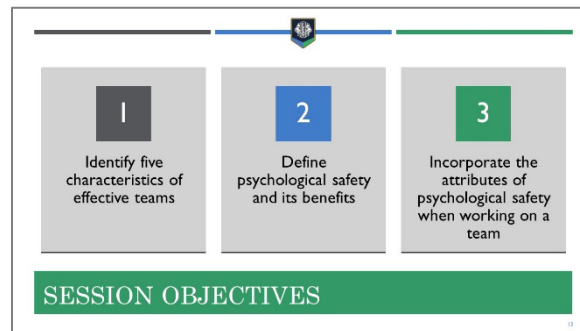 1
Identify five
characteristics of
effective teams
2
Define
psychological safety
and its benefits
3
Incorporate the
attributes of
psychological safety
when working on a
team
SESSION OBJECTIVES